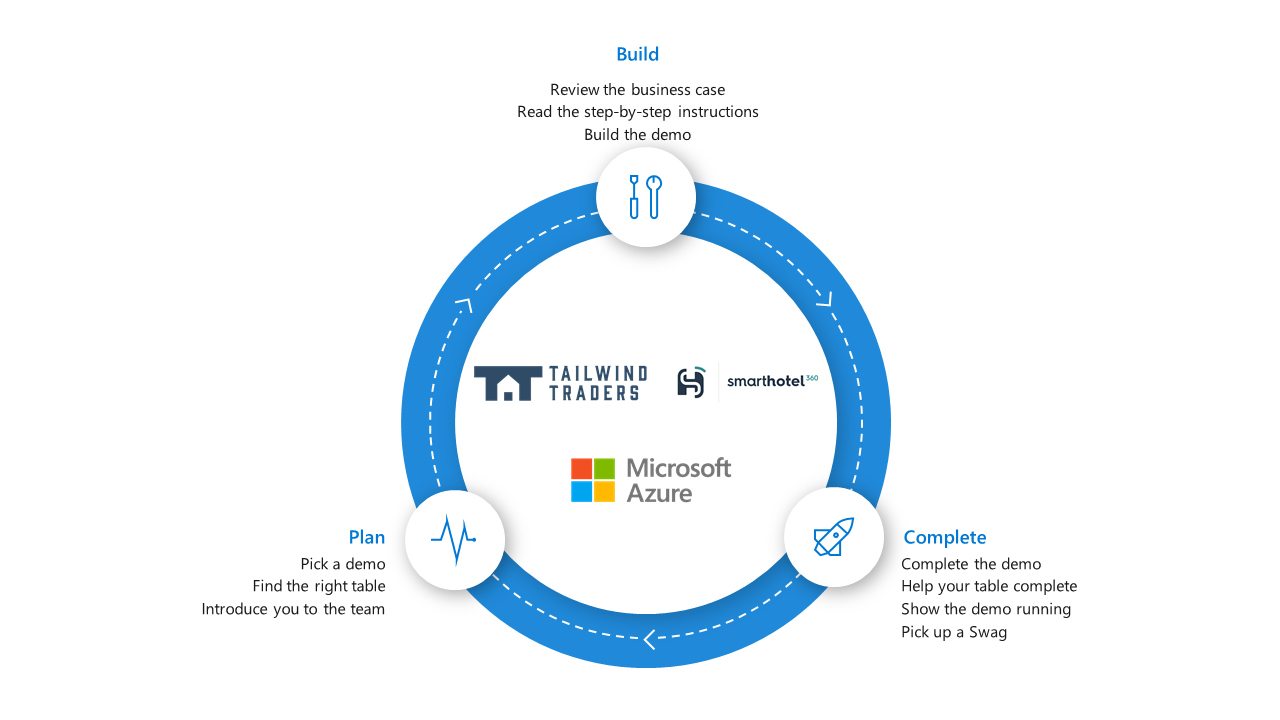 Build
Review the business case
Read the step-by-step instructions
Build the demo
TAILWIND
TRADERS
smarthotel360
Microsoft
Azure
Plan
Pick a demo
Find the right table
Introduce you to the team
Complete
Complete the demo
Help your table complete
Show the demo running
Pick up a Swag